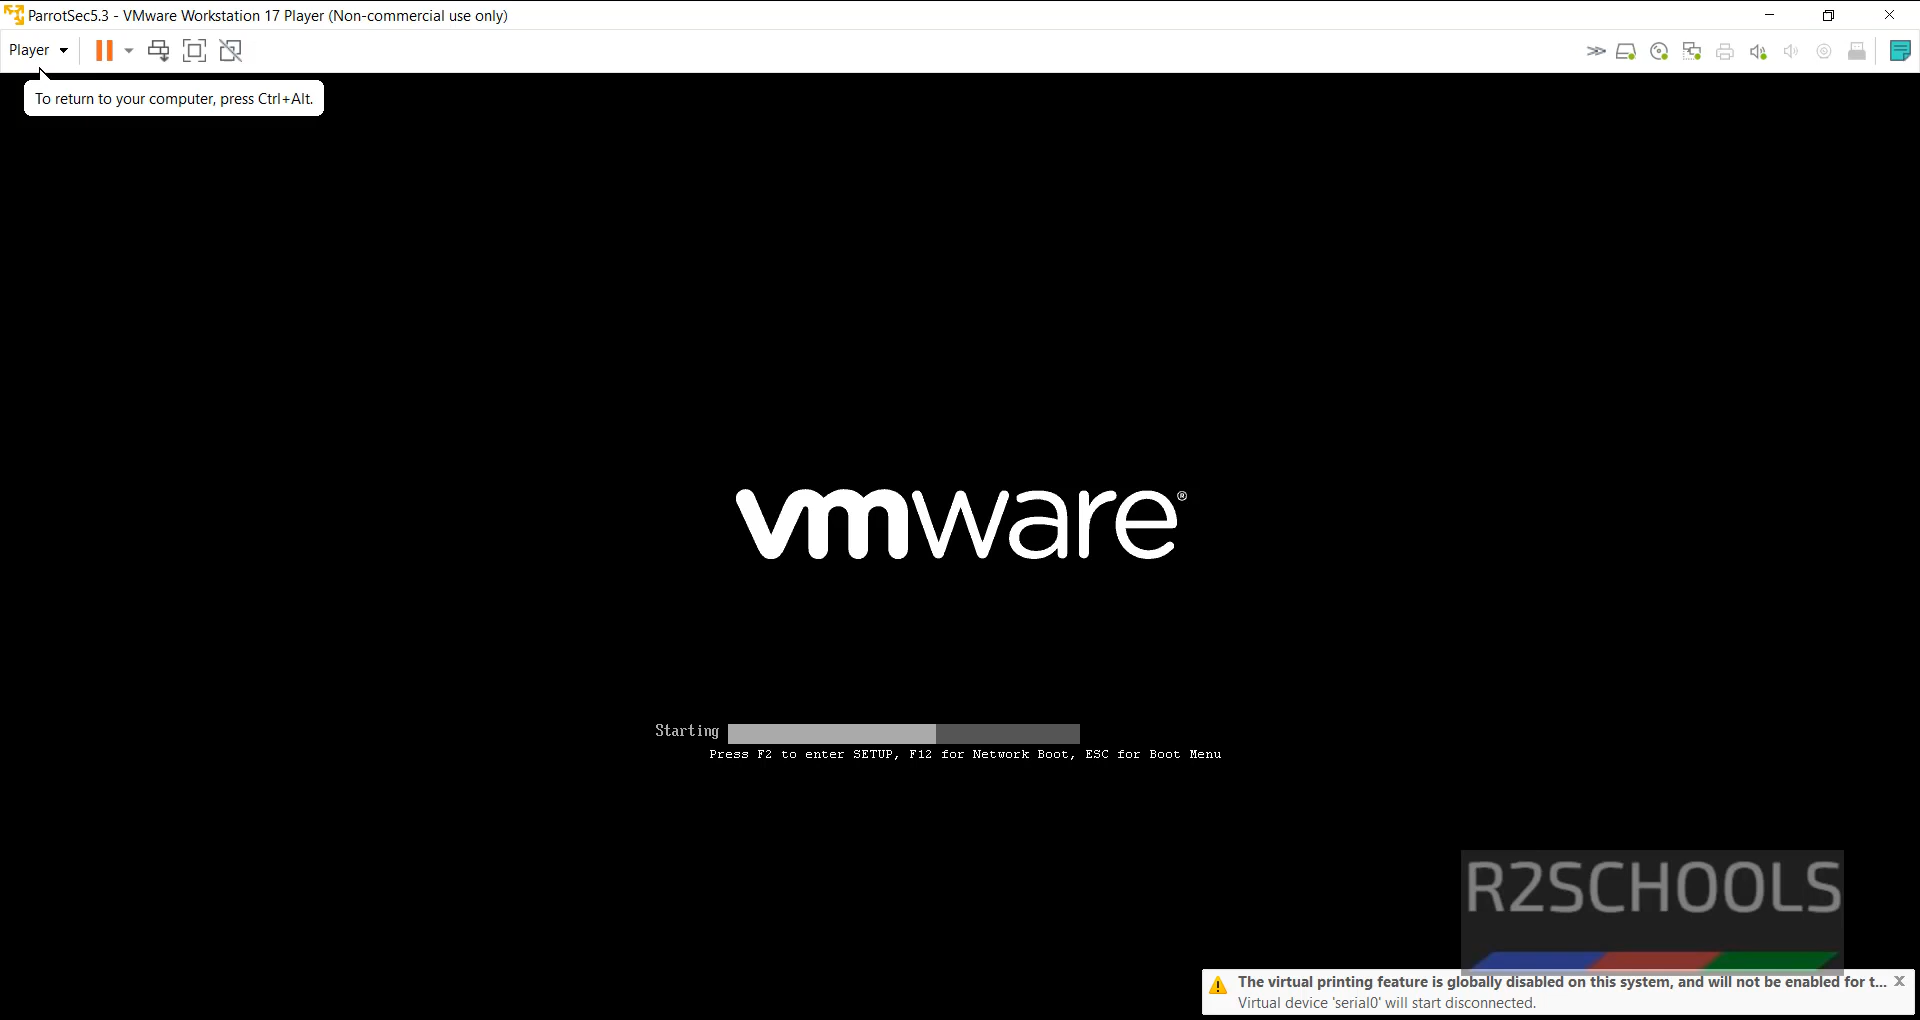 ParrotSec5.3 - VMware Workstation 17 Player (Non-commercial use only)
Player
To return to your computer, press Ctrl+Alt.
vmware®
Starting
Press F2 to enter SETUP, F12 for Network Boot, ESC for Boot Menu
R2SCHOOLS
The virtual printing feature is globally disabled on this system, and will not be enabled for t...
Virtual device 'serial0' will start disconnected.